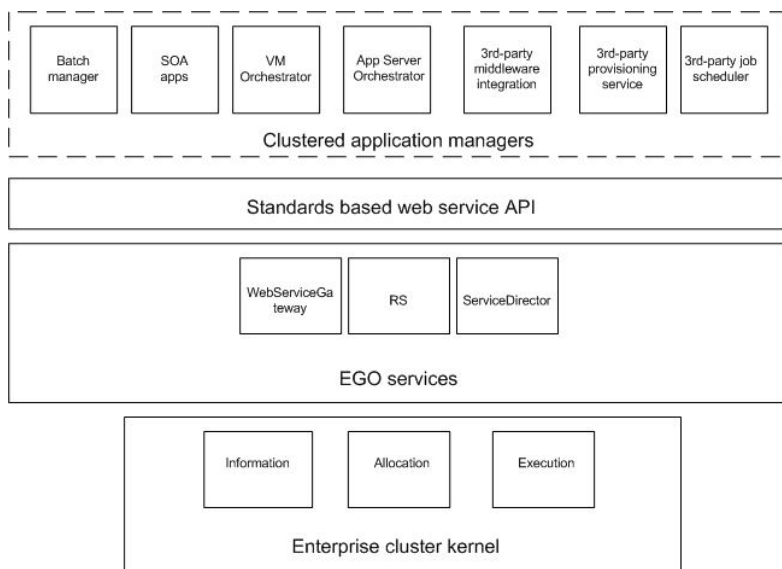 Batch
manager
SOA
apps
VM
Orchestrator
App Server
Orchestrator
3rd-party
middleware
integration
3rd-party
provisioning
service
3rd-party job
scheduler
Clustered application managers
Standards based web service API
WebServiceGa
teway
RS
ServiceDirector
EGO services
Information
Allocation
Execution
Enterprise cluster kernel